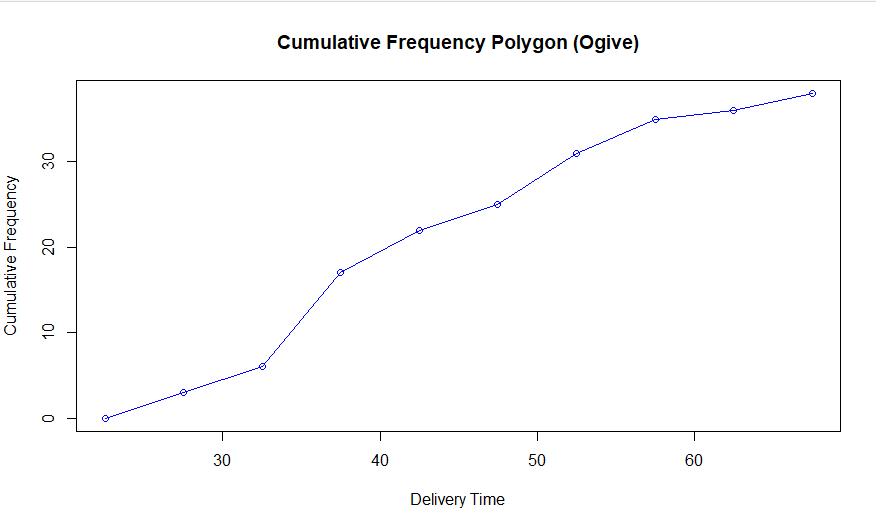 Cumulative Frequency Polygon (Ogive)
Cumulative Frequency
30
20
10
0
30 40 50 60
Delivery Time